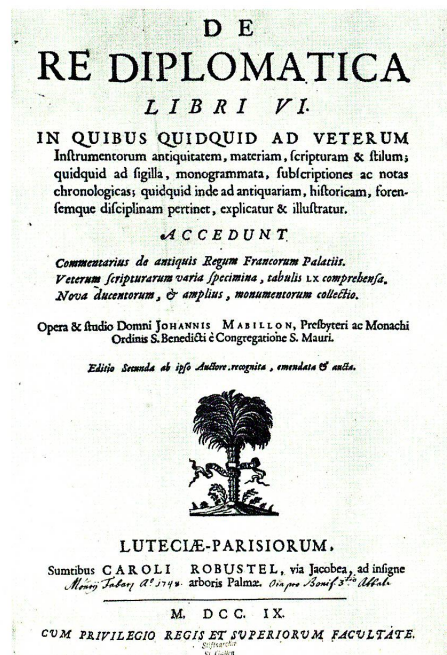 DE
RE DIPLOMATICA
LIBRI VI.
IN QUIBUS QUIDQUID AD VETERUM
Inſtrumentorum antiquitatem, materiam, ſcripturam & ſtilum;
quidquid ad ſigilla, monogrammata, ſubſcriptiones ac notas
chronologicas; quidquid inde ad antiquariam, hiſtoricam, foren-
ſemque diſciplinam pertinet, explicatur & illuſtratur.
ACCEDUNT
Commentarius de antiquis Regum Francorum Palatiis.
Veterum ſcripturarum varia ſpecimina, tabulis LX comprehenſa.
Nova ducentorum, & amplius, monumentorum collectio.
Opera & ſtudio Domni JOHANNIS MABILLON, Preſbyteri ac Monachi
Ordinis S. Benedicti è Congregatione S. Mauri.
Editio Secunda ab ipſo Auctore recognita, emendata & aucta.
LUTECIÆ-PARISIORUM,
Sumtibus CAROLI ROBUSTEL, via Jacobea, ad inſigne
arboris Palmæ.
M. DCC. IX.
CUM PRIVILEGIO REGIS ET SUPERIORUM FACULTATE.
Stiftsarchiv
St. Gallen